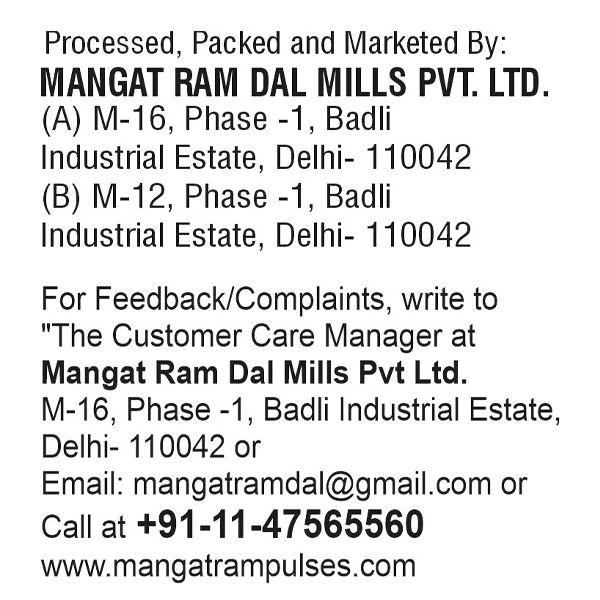 Processed, Packed and Marketed By:
MANGAT RAM DAL MILLS PVT. LTD.
(A) M-16, Phase -1, Badli
Industrial Estate, Delhi- 110042
(B) M-12, Phase -1, Badli
Industrial Estate, Delhi- 110042
For Feedback/Complaints, write to
"The Customer Care Manager at
Mangat Ram Dal Mills Pvt Ltd.
M-16, Phase -1, Badli Industrial Estate,
Delhi- 110042 or
Email: mangatramdal@gmail.com or
Call at +91-11-47565560
www.mangatrampulses.com